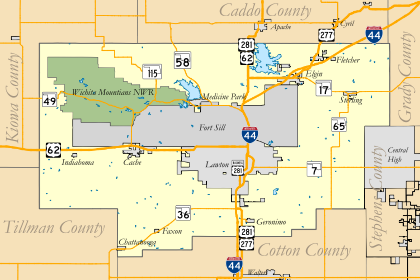 Caddo County
Apache
Cyril
281
277
44
62
Fletcher
58
Kiowa County
115
Elgin
Wichita Mountians NWR
17
Grady County
49
Medicine Park
Sterling
Fort Sill
65
44
62
Central
High
Indiahoma
Cache
Lawton
281
7
Stephens County
36
Tillman County
Geronimo
Faxon
281
Chattanooga
277
Cotton County
44
Walters